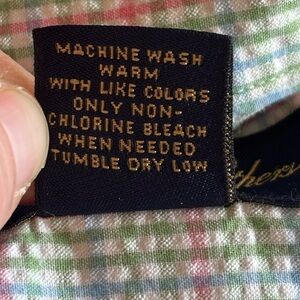 MACHINE WASH
WARM
WITH LIKE COLORS
ONLY NON-
CHLORINE BLEACH
WHEN NEEDED
TUMBLE DRY LOW